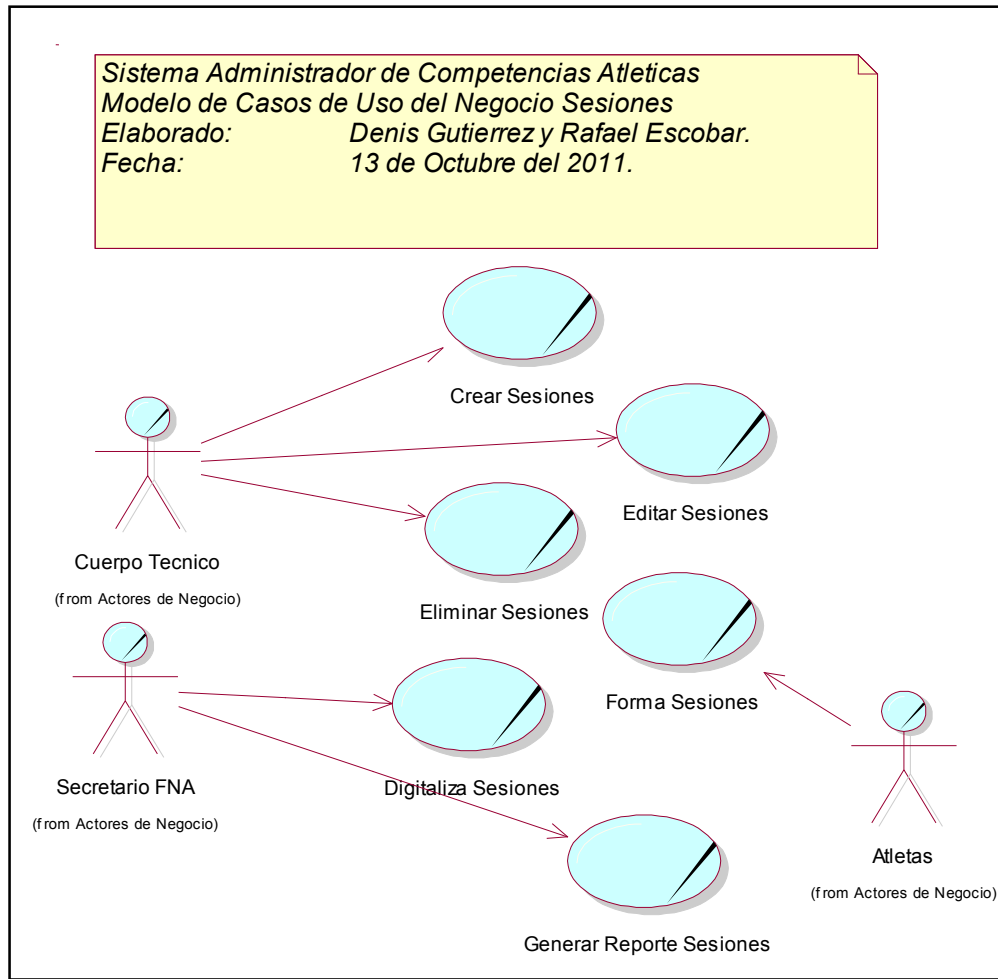 Sistema Administrador de Competencias Atleticas
Modelo de Casos de Uso del Negocio Sesiones
Elaborado: Denis Gutierrez y Rafael Escobar.
Fecha: 13 de Octubre del 2011.
Crear Sesiones
Editar Sesiones
Cuerpo Tecnico
(from Actores de Negocio)
Eliminar Sesiones
Forma Sesiones
Secretario FNA
(from Actores de Negocio)
Digitaliza Sesiones
Atletas
(from Actores de Negocio)
Generar Reporte Sesiones